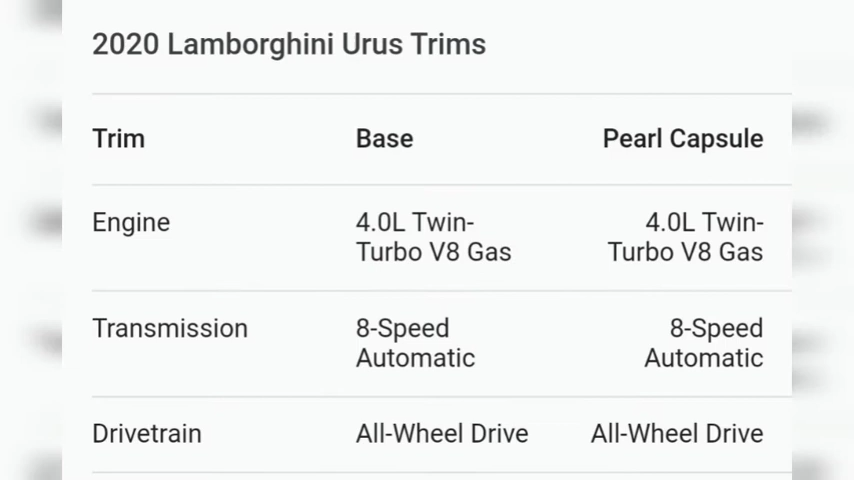 2020 Lamborghini Urus Trims
Trim Base Pearl Capsule
Engine 4.0L Twin- 4.0L Twin-
Turbo V8 Gas Turbo V8 Gas
Transmission 8-Speed 8-Speed
Automatic Automatic
Drivetrain All-Wheel Drive All-Wheel Drive